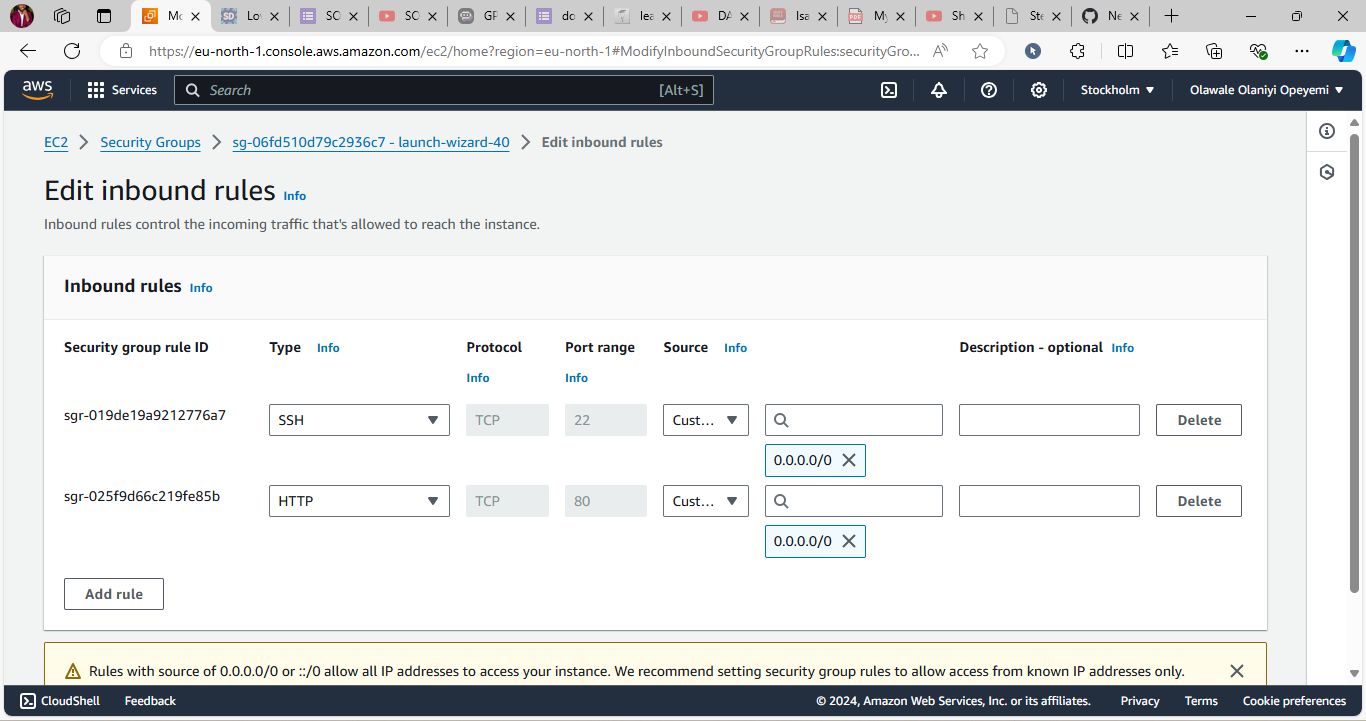 Mo
Lov
SC
SC
GP
do
lea
DA
Isa
My
Sh
Ste
Ne
https://eu-north-1.console.aws.amazon.com/ec2/home?region=eu-north-1#ModifyInboundSecurityGroupRules:securityGro...
aws
Services
Search
[Alt+S]
Stockholm
Olawale Olaniyi Opeyemi
EC2
Security Groups
sg-06fd510d79c2936c7 - launch-wizard-40
Edit inbound rules
Edit inbound rules Info
Inbound rules control the incoming traffic that's allowed to reach the instance.
Inbound rules Info
Security group rule ID
Type Info
Protocol
Info
Port range
Info
Source Info
Description - optional Info
sgr-019de19a9212776a7
SSH
TCP
22
Cust...
Delete
0.0.0.0/0
sgr-025f9d66c219fe85b
HTTP
TCP
80
Cust...
Delete
0.0.0.0/0
Add rule
Rules with source of 0.0.0.0/0 or ::/0 allow all IP addresses to access your instance. We recommend setting security group rules to allow access from known IP addresses only.
CloudShell
Feedback
© 2024, Amazon Web Services, Inc. or its affiliates.
Privacy
Terms
Cookie preferences